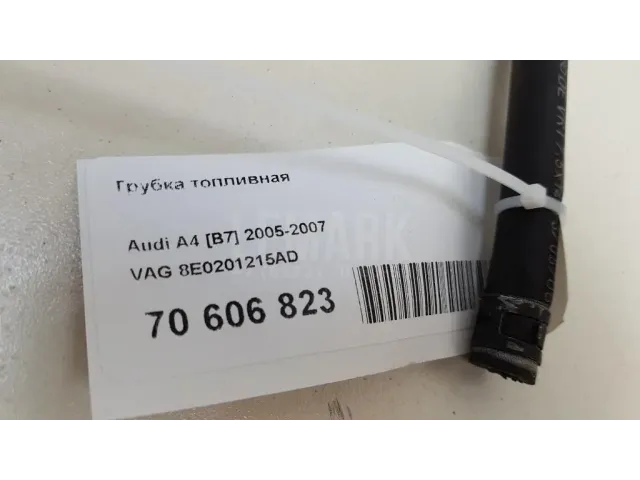 Трубка топливная
Audi A4 [B7] 2005-2007
VAG 8E0201215AD
70 606 823